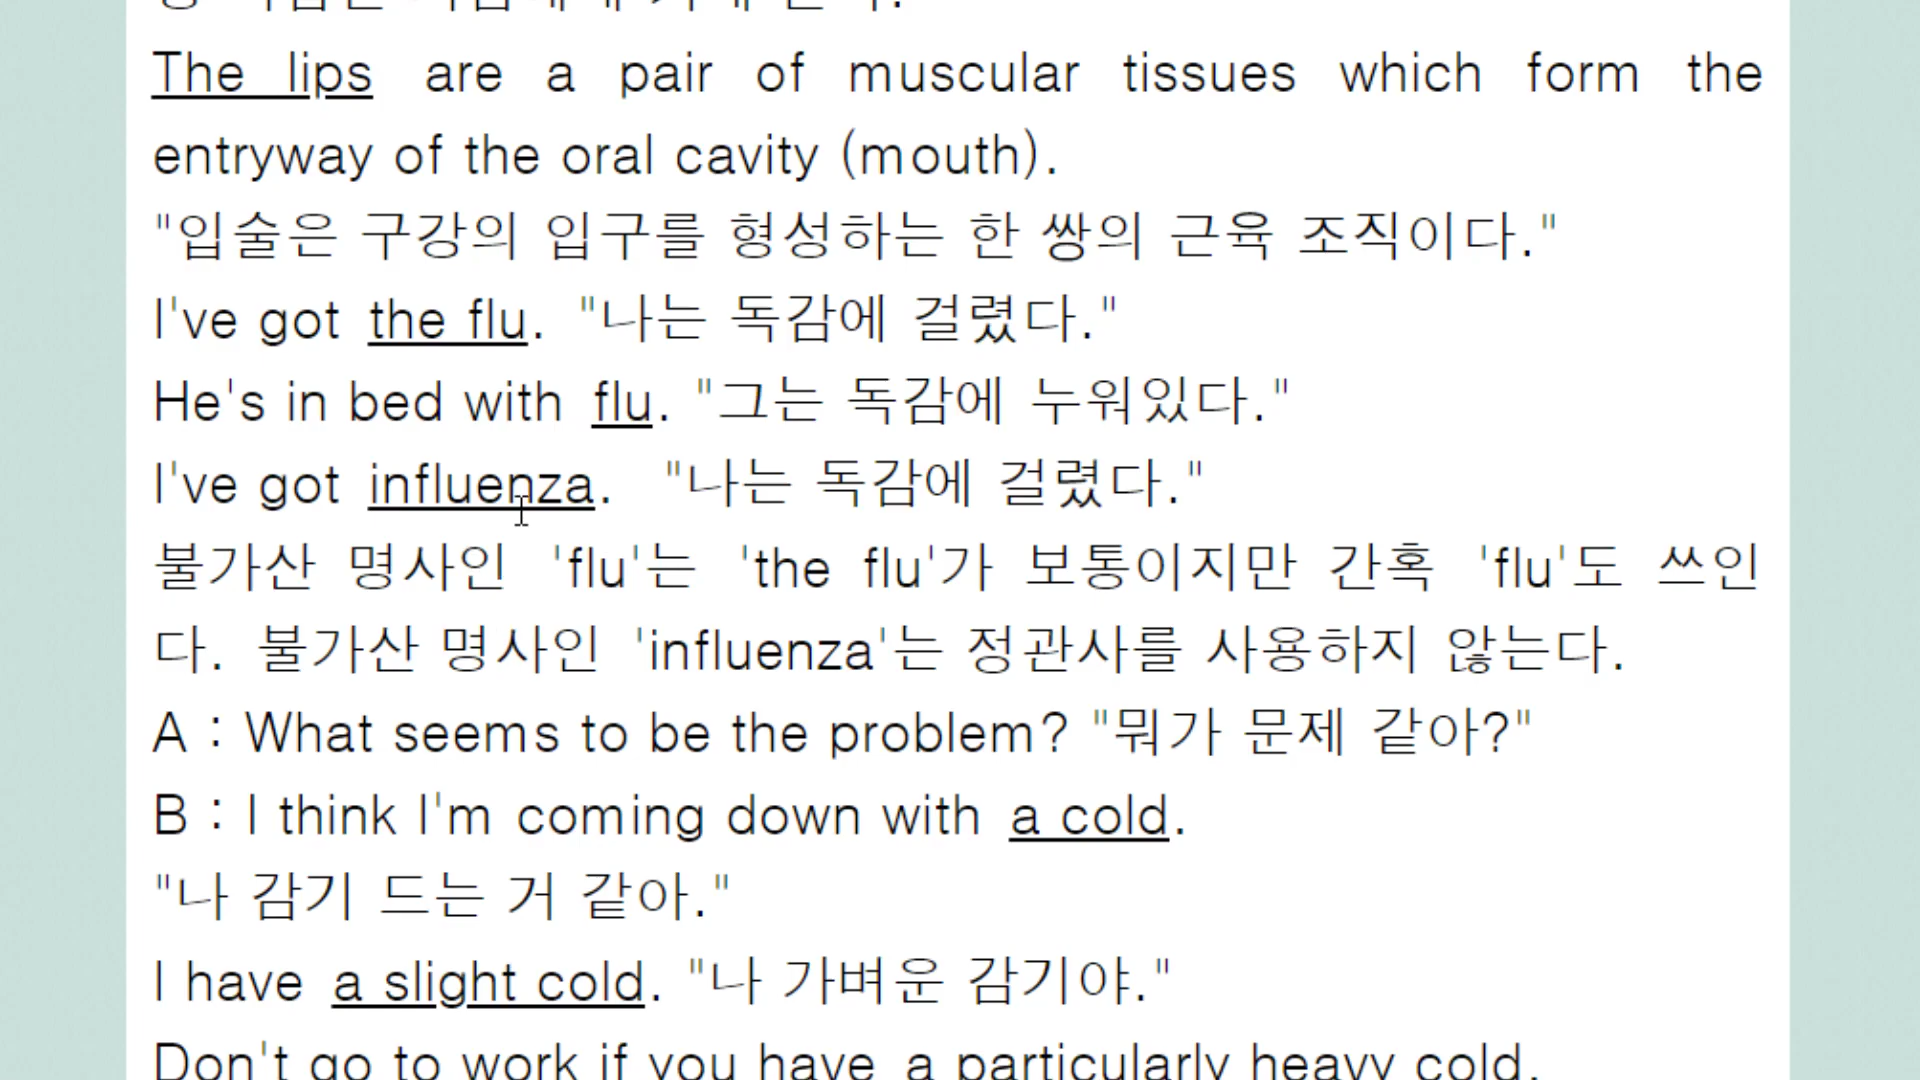 The lips are a pair of muscular tissues which form the
entryway of the oral cavity (mouth).
"입술은 구강의 입구를 형성하는 한 쌍의 근육 조직이다."
I've got the flu. "나는 독감에 걸렸다."
He's in bed with flu. "그는 독감에 누워있다."
I've got influenza. "나는 독감에 걸렸다."
불가산 명사인 'flu'는 'the flu'가 보통이지만 간혹 'flu'도 쓰인
다. 불가산 명사인 'influenza'는 정관사를 사용하지 않는다.
A : What seems to be the problem? "뭐가 문제 같아?"
B : I think I'm coming down with a cold.
"나 감기 드는 거 같아."
I have a slight cold. "나 가벼운 감기야."
Don't go to work if you have a particularly heavy cold.